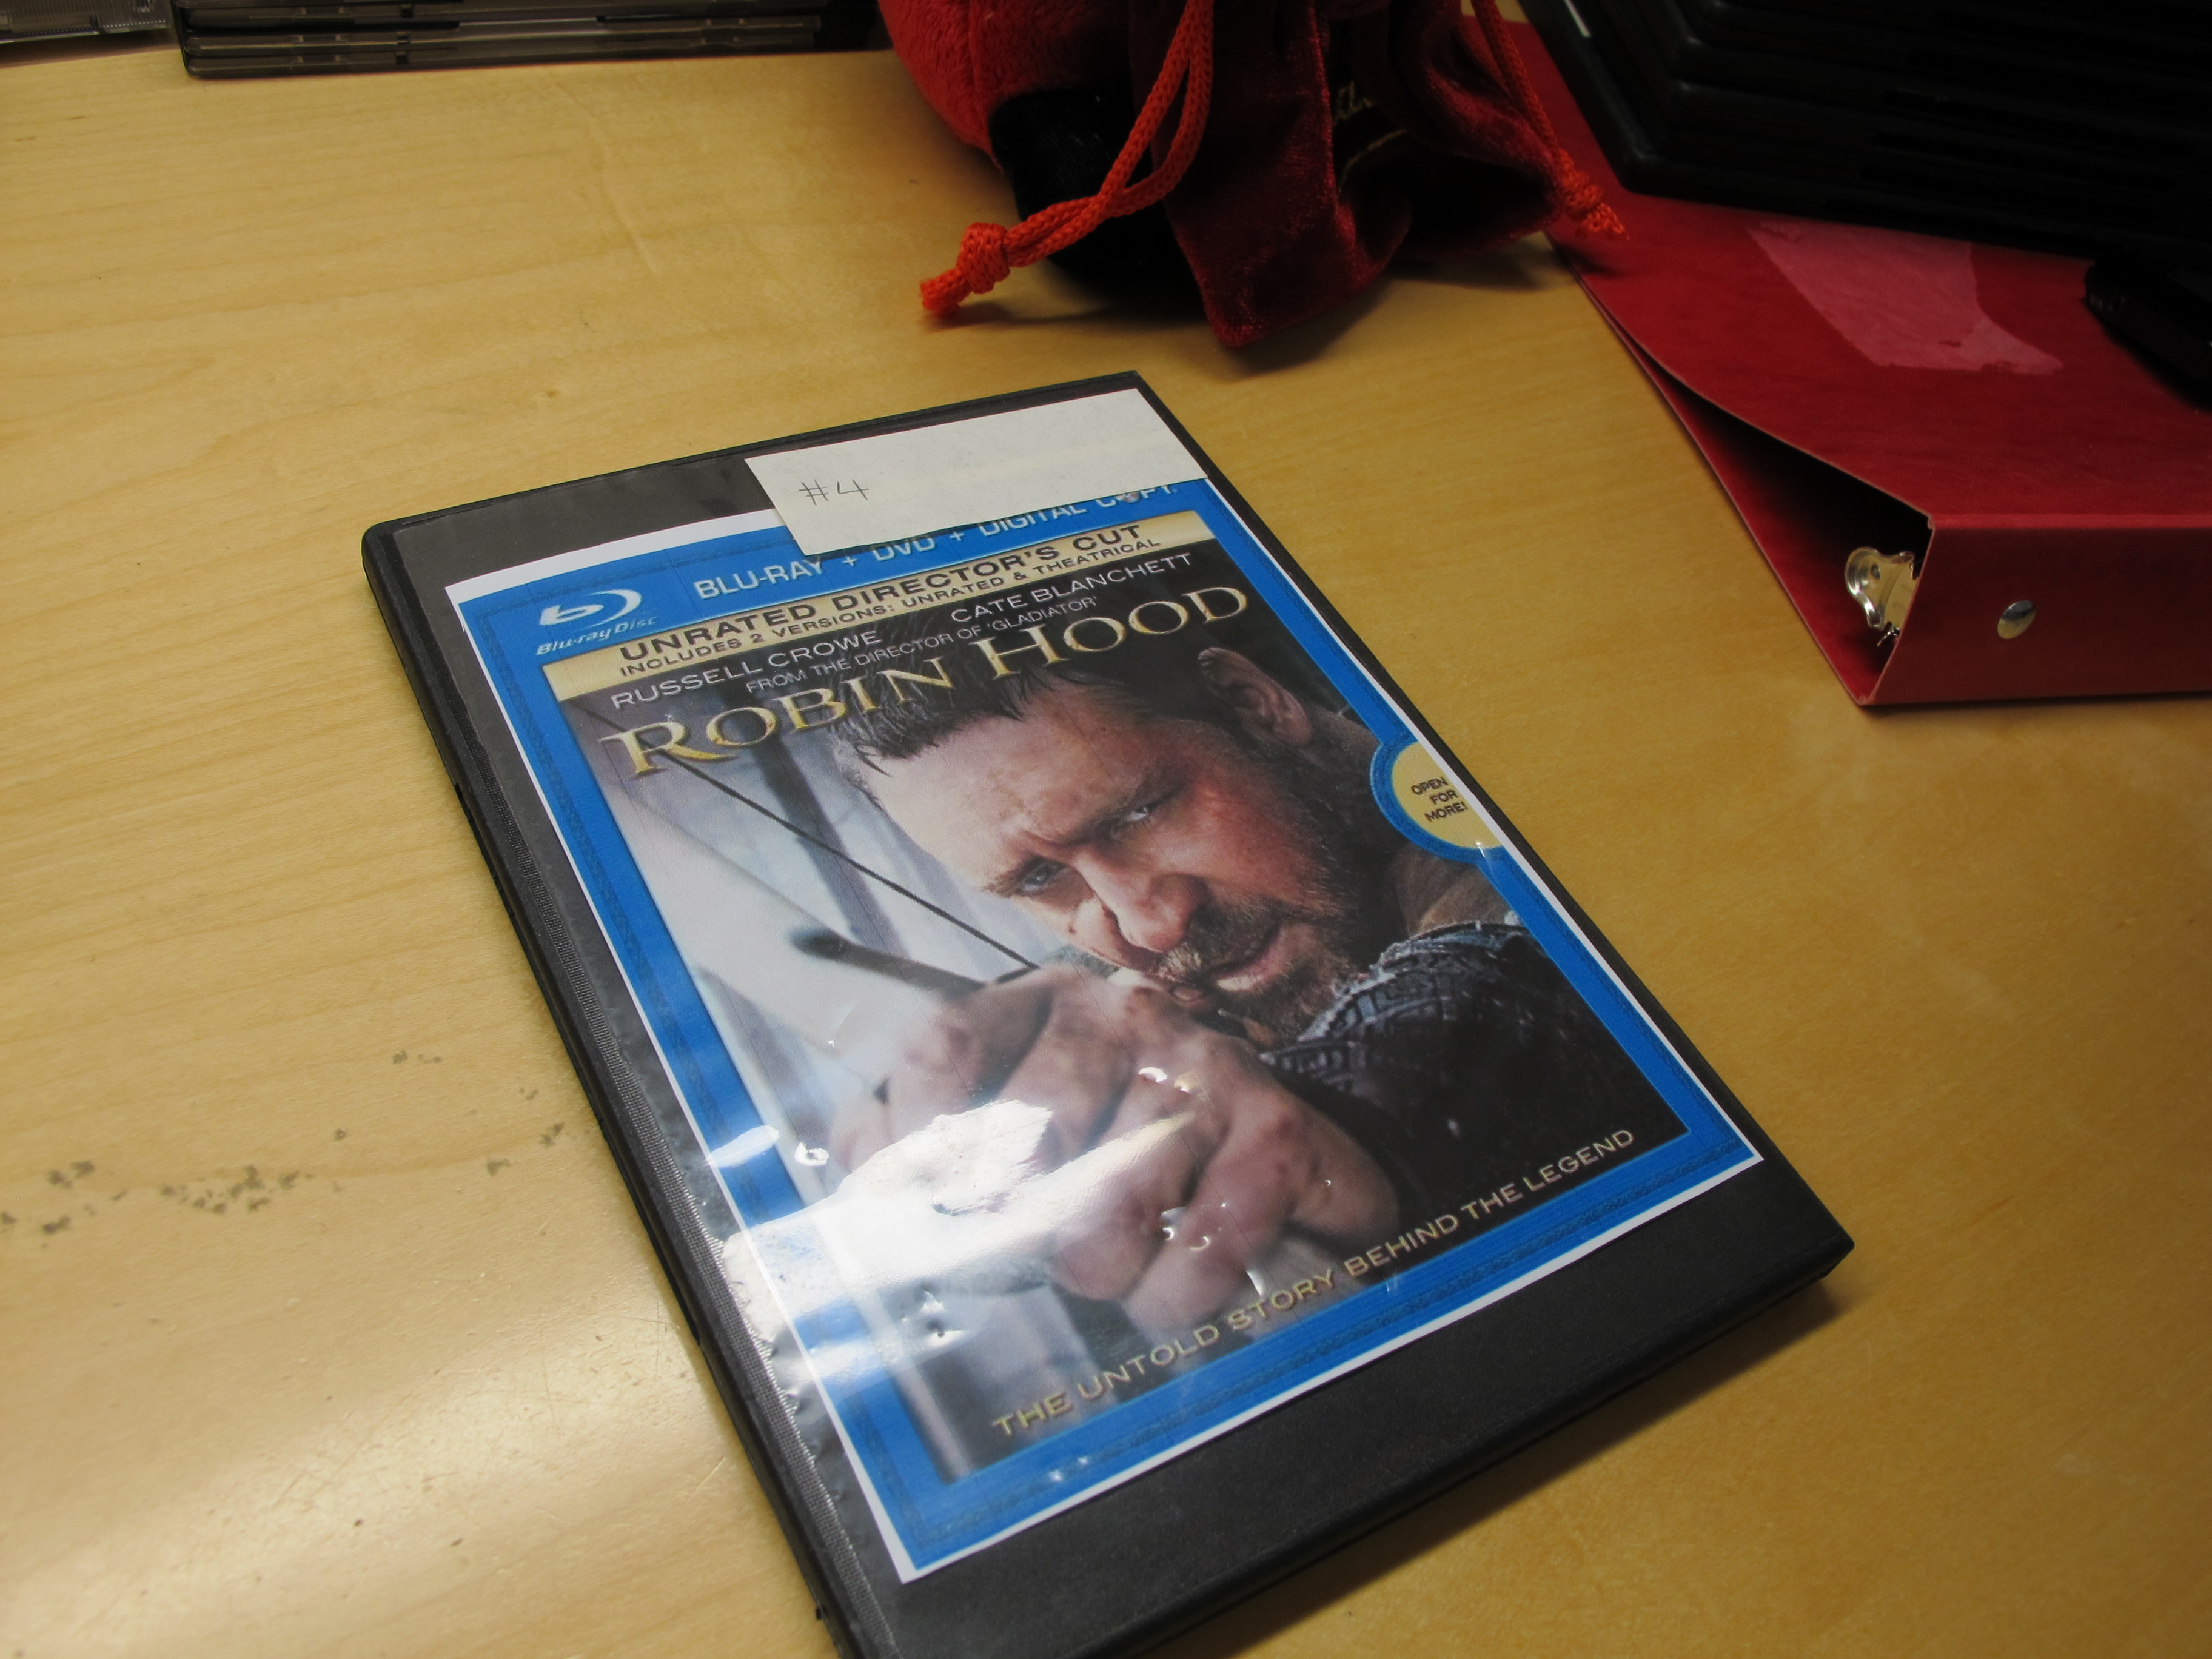 #4
BLU-RAY + DVD + DIGITAL COPY
Blu-ray Disc
UNRATED DIRECTOR'S CUT
INCLUDES 2 VERSIONS: UNRATED & THEATRICAL
RUSSELL CROWE CATE BLANCHETT
FROM THE DIRECTOR OF 'GLADIATOR'
ROBIN HOOD
OPEN
FOR
MORE!
THE UNTOLD STORY BEHIND THE LEGEND